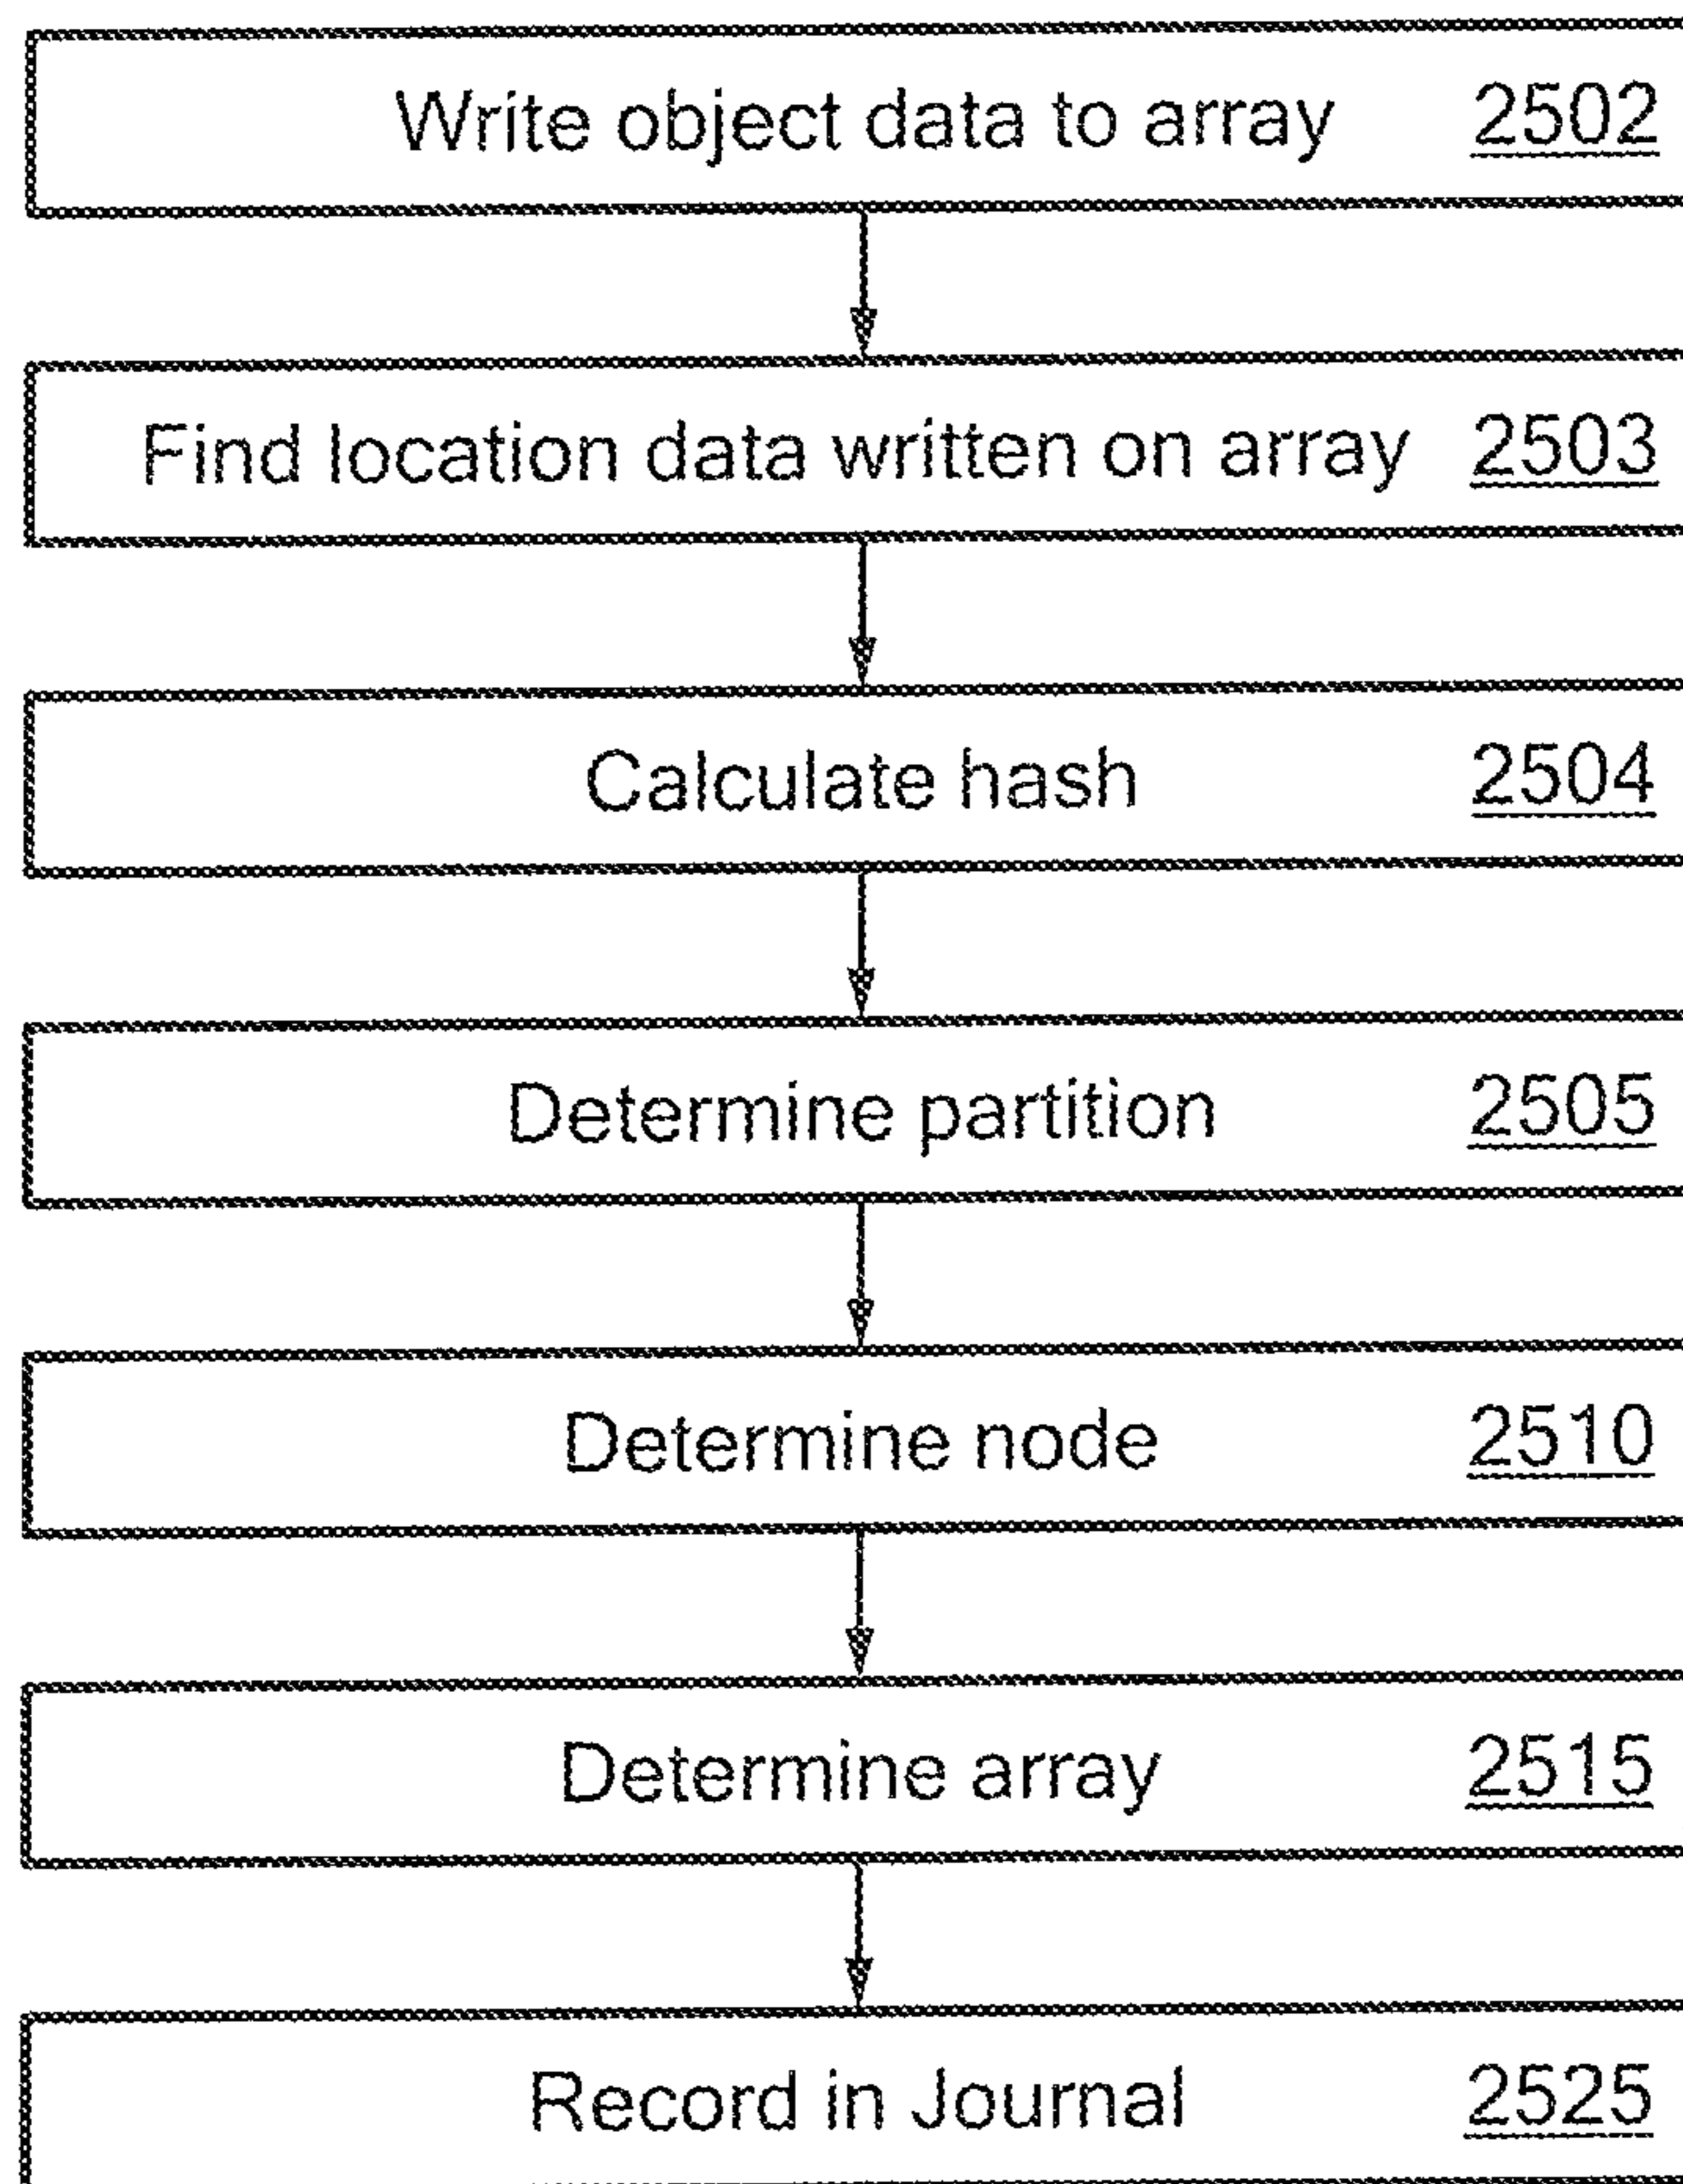 Write object data to array 2502
Find location data written on array 2503
Calculate hash 2504
Determine partition 2505
Determine node 2510
Determine array 2515
Record in Journal 2525